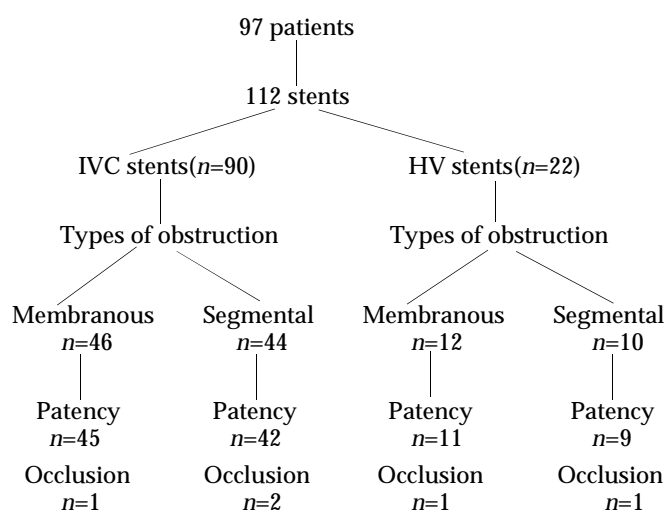 97 patients
112 stents
IVC stents(n=90) HV stents(n=22)
Types of obstruction Types of obstruction
Membranous Segmental Membranous Segmental
n=46 n=44 n=12 n=10
Patency Patency Patency Patency
n=45 n=42 n=11 n=9
Occlusion Occlusion Occlusion Occlusion
n=1 n=2 n=1 n=1